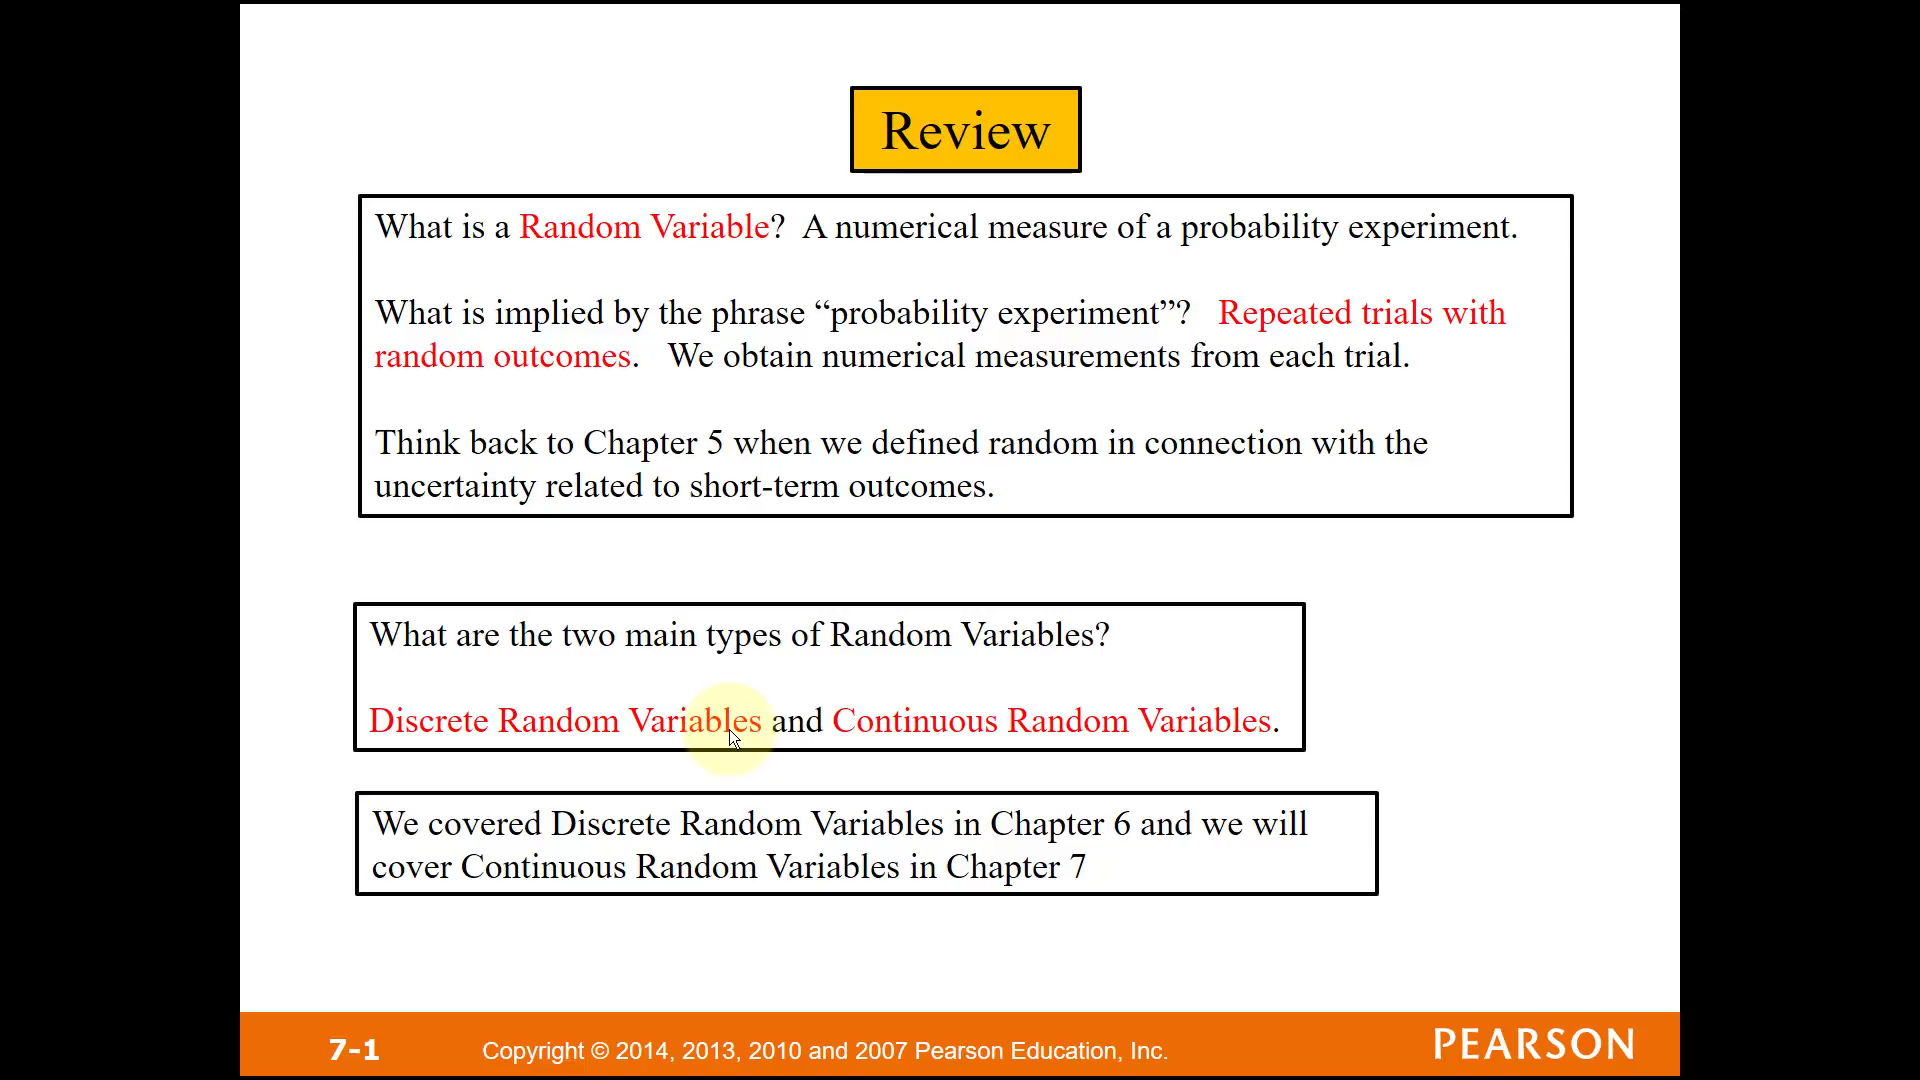 Review
What is a Random Variable?  A numerical measure of a probability experiment.
What is implied by the phrase “probability experiment”?   Repeated trials with
random outcomes.   We obtain numerical measurements from each trial.
Think back to Chapter 5 when we defined random in connection with the
uncertainty related to short-term outcomes.
What are the two main types of Random Variables?
Discrete Random Variables and Continuous Random Variables.
We covered Discrete Random Variables in Chapter 6 and we will
cover Continuous Random Variables in Chapter 7
7-1
Copyright © 2014, 2013, 2010 and 2007 Pearson Education, Inc.
PEARSON